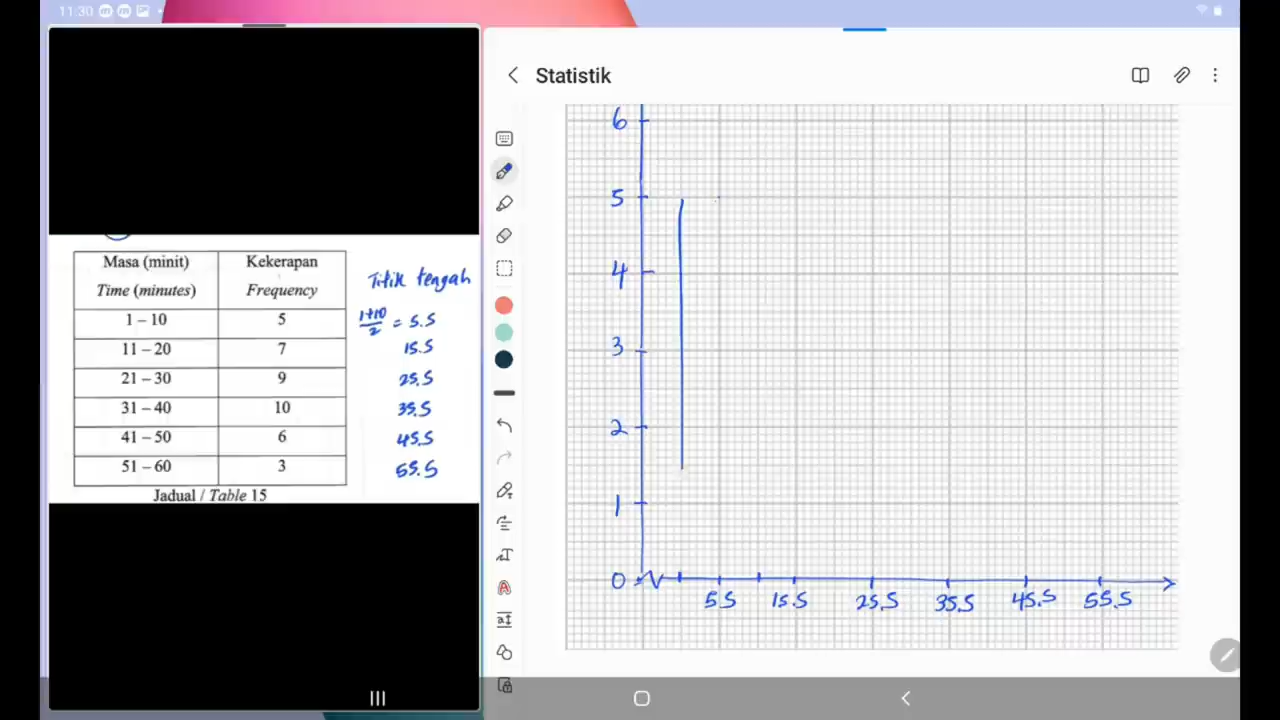 11:30
Statistik
Masa (minit) Kekerapan Titik tengah
Time (minutes) Frequency
1 – 10 5 1+10/2 = 5.5
11 – 20 7 15.5
21 – 30 9 25.5
31 – 40 10 35.5
41 – 50 6 45.5
51 – 60 3 55.5
Jadual / Table 15
6
5
4
3
2
1
0
5.5 15.5 25.5 35.5 45.5 55.5